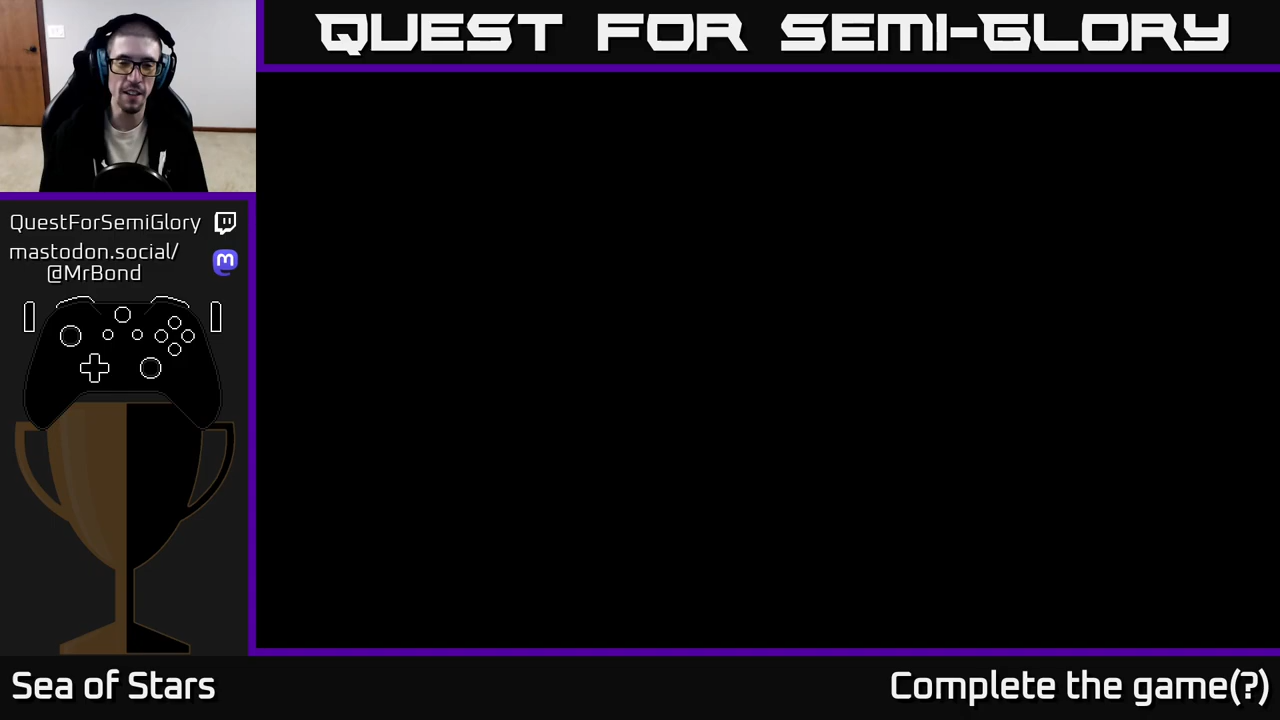 QUEST FOR SEMI-GLORY
QuestForSemiGlory
mastodon.social/
@MrBond
Sea of Stars
Complete the game(?)